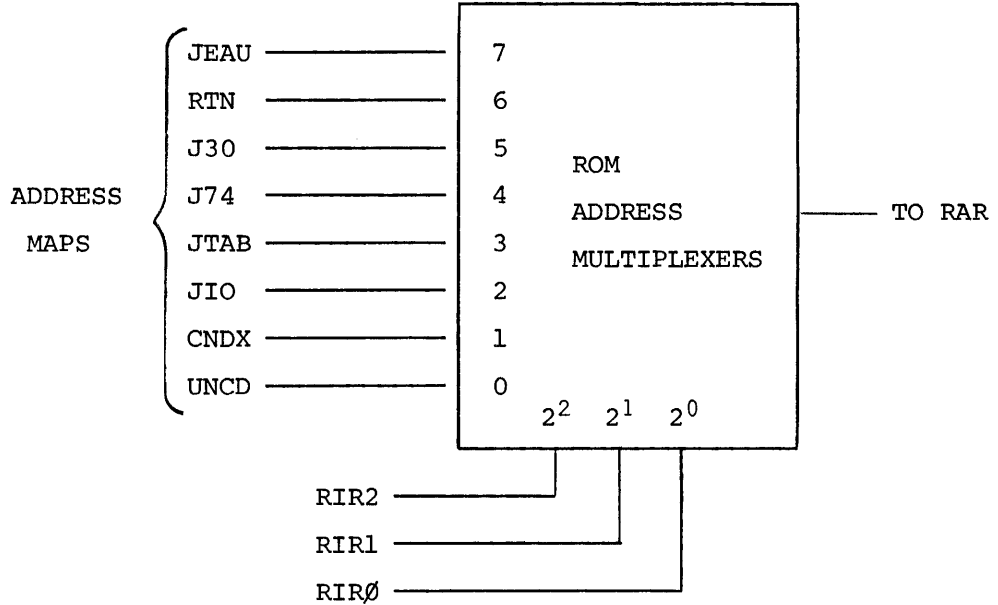 JEAU 7
RTN 6
J30 5
ROM
ADDRESS J74 4
ADDRESS TO RAR
MAPS JTAB 3
MULTIPLEXERS
JIO 2
CNDX 1
UNCD 0
2² 2¹ 2⁰
RIR2
RIR1
RIRØ